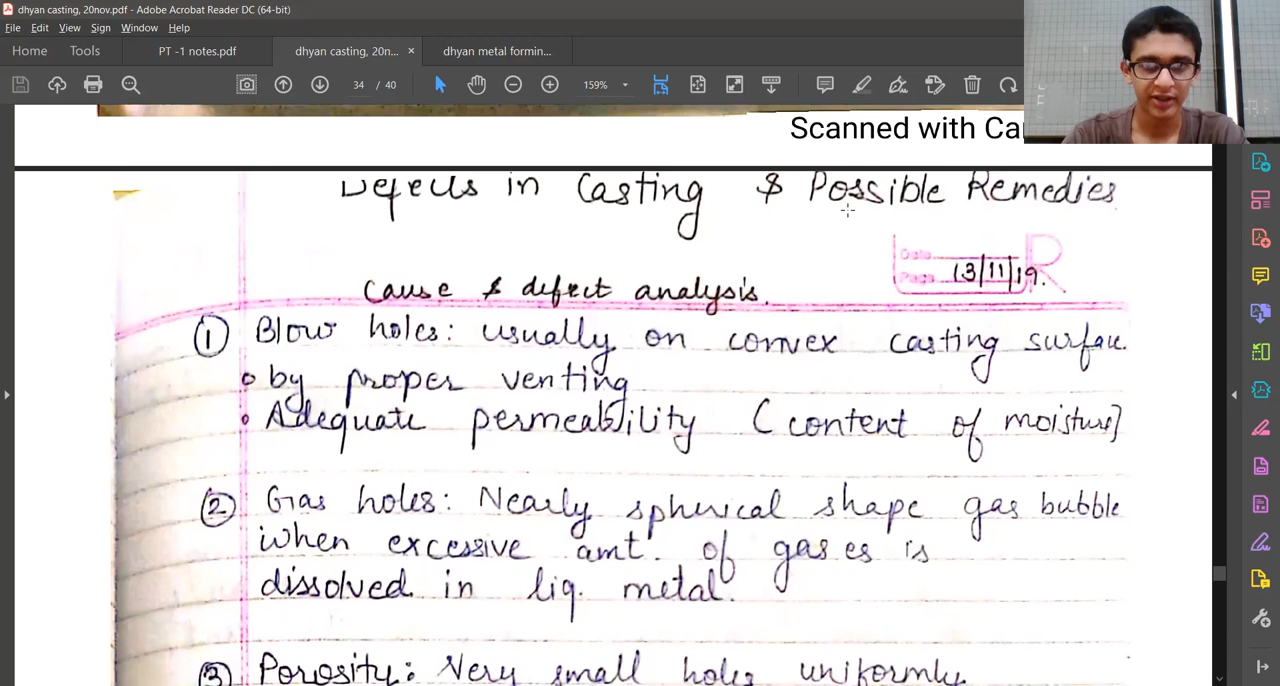 dhyan casting, 20nov.pdf - Adobe Acrobat Reader DC (64-bit)
File Edit View Sign Window Help
Home Tools PT -1 notes.pdf dhyan casting, 20n... × dhyan metal formin...
34 / 40 159%
Scanned with Ca
Defects in Casting & Possible Remedies
Date
Page 13/11/19.
R
Cause & defect analysis.
① Blow holes: usually on convex casting surface
by proper venting
Adequate permeability (content of moisture]
② Gas holes: Nearly spherical shape gas bubble
when excessive amt. of gases is
dissolved in liq. metal.
③ Porosity: Very small holes uniformly